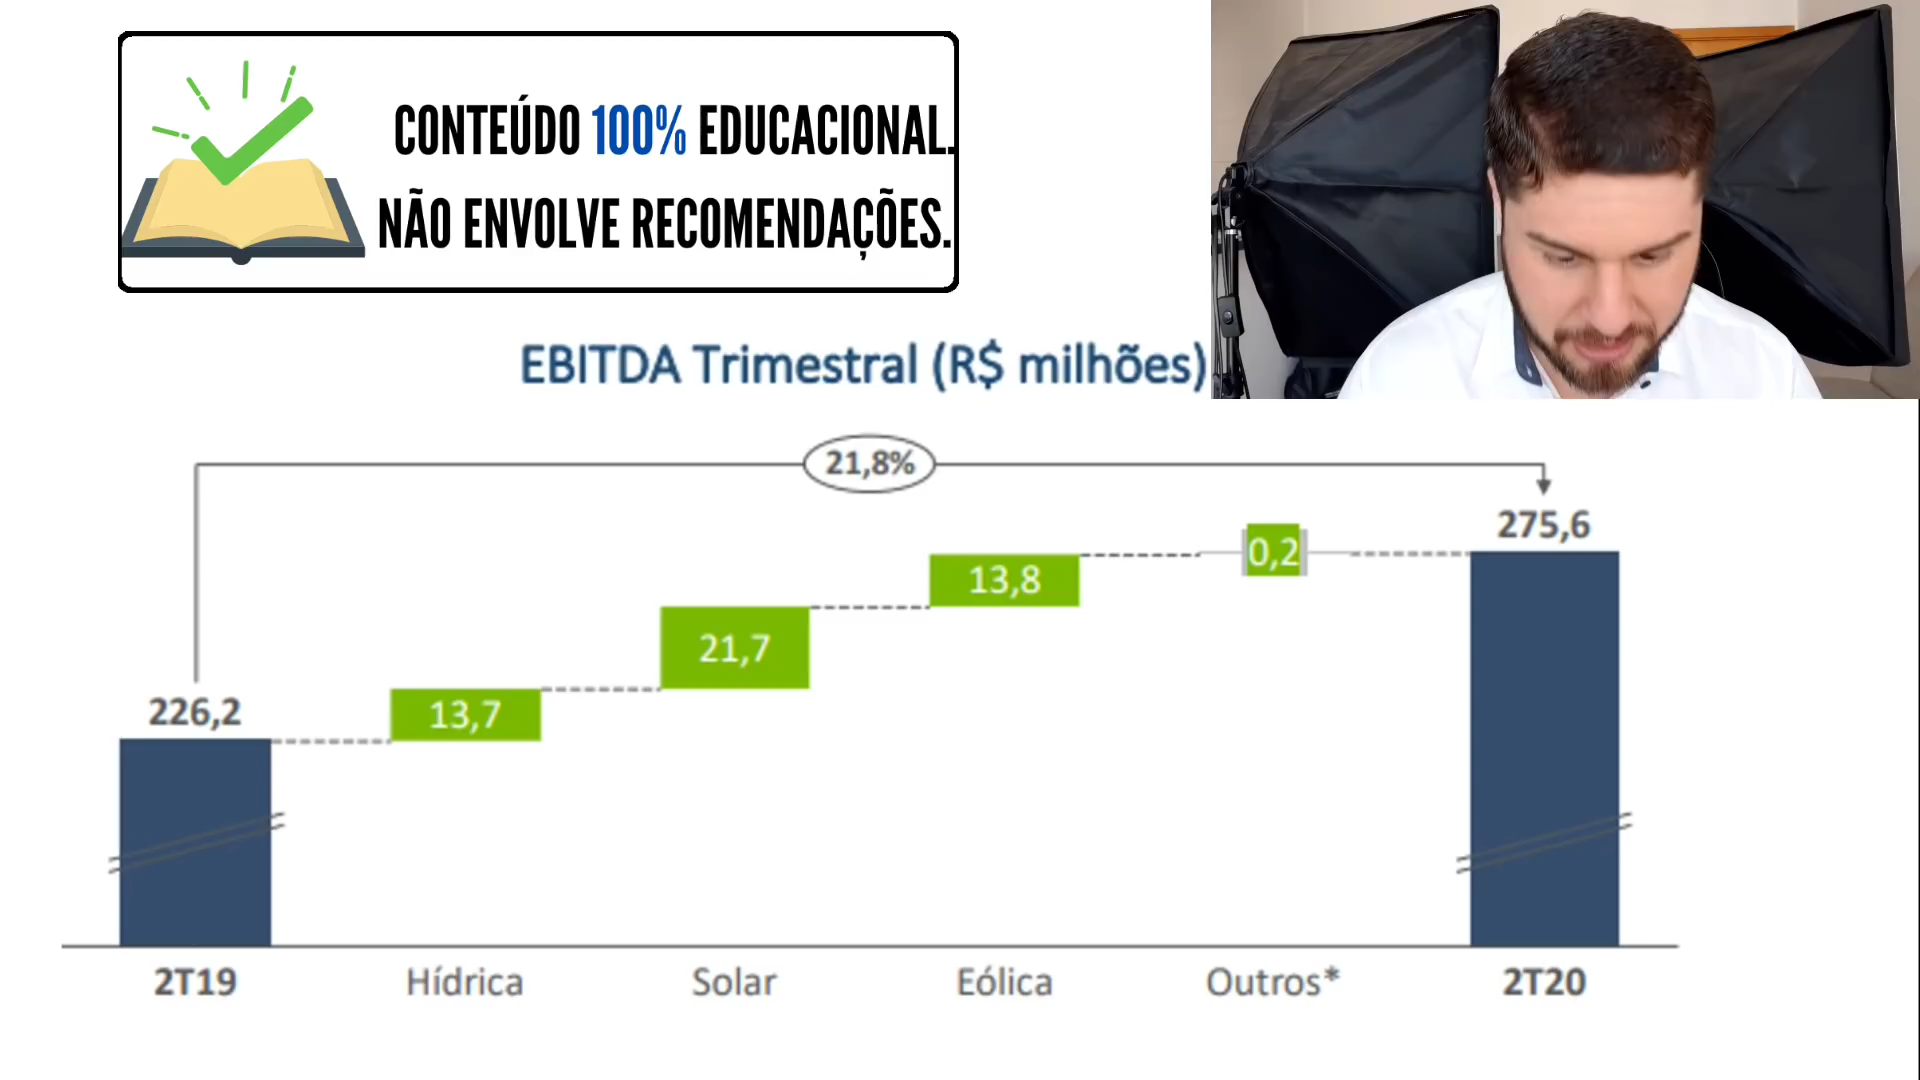 CONTEÚDO 100% EDUCACIONAL.
NÃO ENVOLVE RECOMENDAÇÕES.
EBITDA Trimestral (R$ milhões)
21,8%
275,6
0,2
13,8
21,7
226,2
13,7
2T19 Hídrica Solar Eólica Outros* 2T20